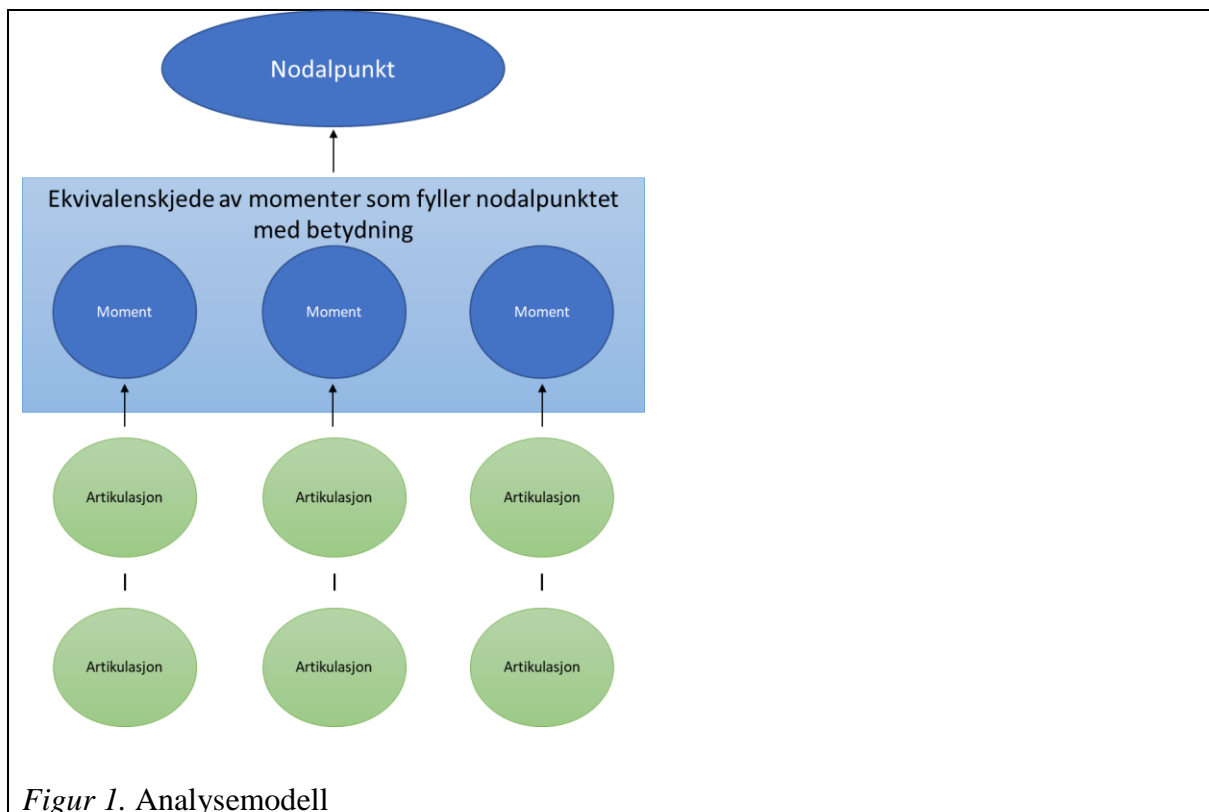 Nodalpunkt
Ekvivalenskjede av momenter som fyller nodalpunktet
med betydning
Moment Moment Moment
Artikulasjon Artikulasjon Artikulasjon
Artikulasjon Artikulasjon Artikulasjon
Figur 1. Analysemodell